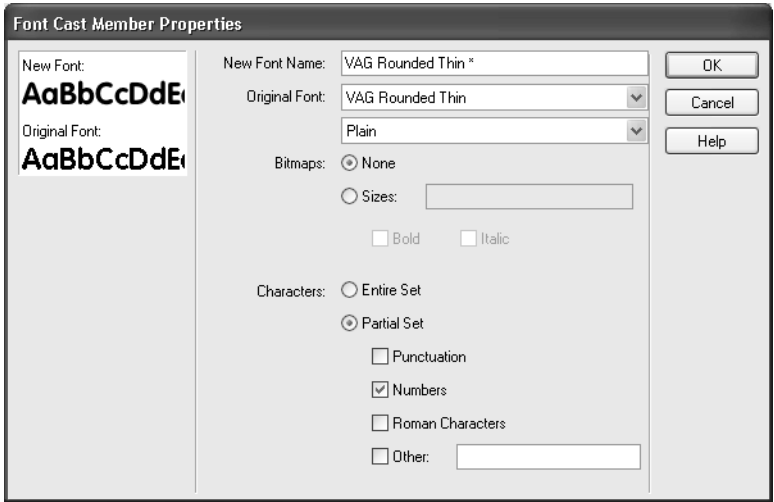 Font Cast Member Properties
New Font:
AaBbCcDdE
Original Font:
AaBbCcDdE
New Font Name: VAG Rounded Thin *
Original Font: VAG Rounded Thin
Plain
Bitmaps: None
Sizes:
Bold Italic
Characters: Entire Set
Partial Set
Punctuation
Numbers
Roman Characters
Other:
OK
Cancel
Help